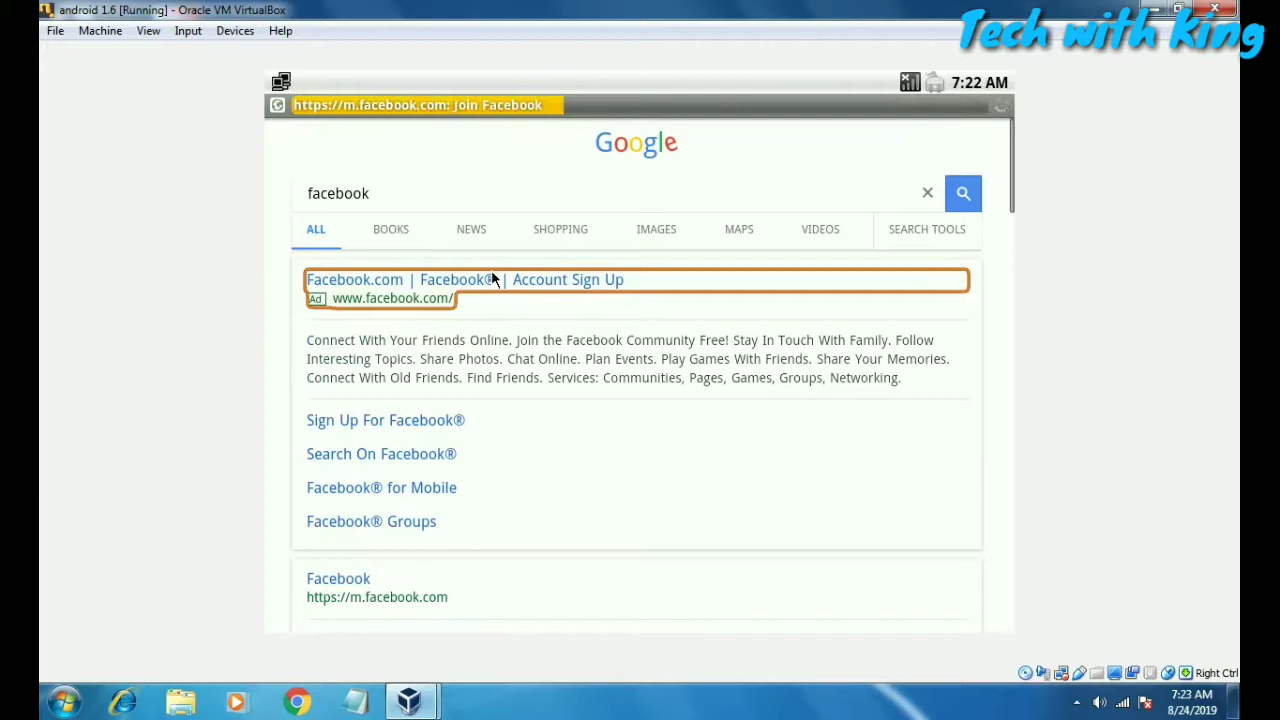 android 1.6 [Running] - Oracle VM VirtualBox
File Machine View Input Devices Help
Tech with King
7:22 AM
https://m.facebook.com: Join Facebook
Google
facebook
ALL BOOKS NEWS SHOPPING IMAGES MAPS VIDEOS SEARCH TOOLS
Facebook.com | Facebook® | Account Sign Up
Ad www.facebook.com/
Connect With Your Friends Online. Join the Facebook Community Free! Stay In Touch With Family. Follow
Interesting Topics. Share Photos. Chat Online. Plan Events. Play Games With Friends. Share Your Memories.
Connect With Old Friends. Find Friends. Services: Communities, Pages, Games, Groups, Networking.
Sign Up For Facebook®
Search On Facebook®
Facebook® for Mobile
Facebook® Groups
Facebook
https://m.facebook.com
Right Ctrl
7:23 AM
8/24/2019